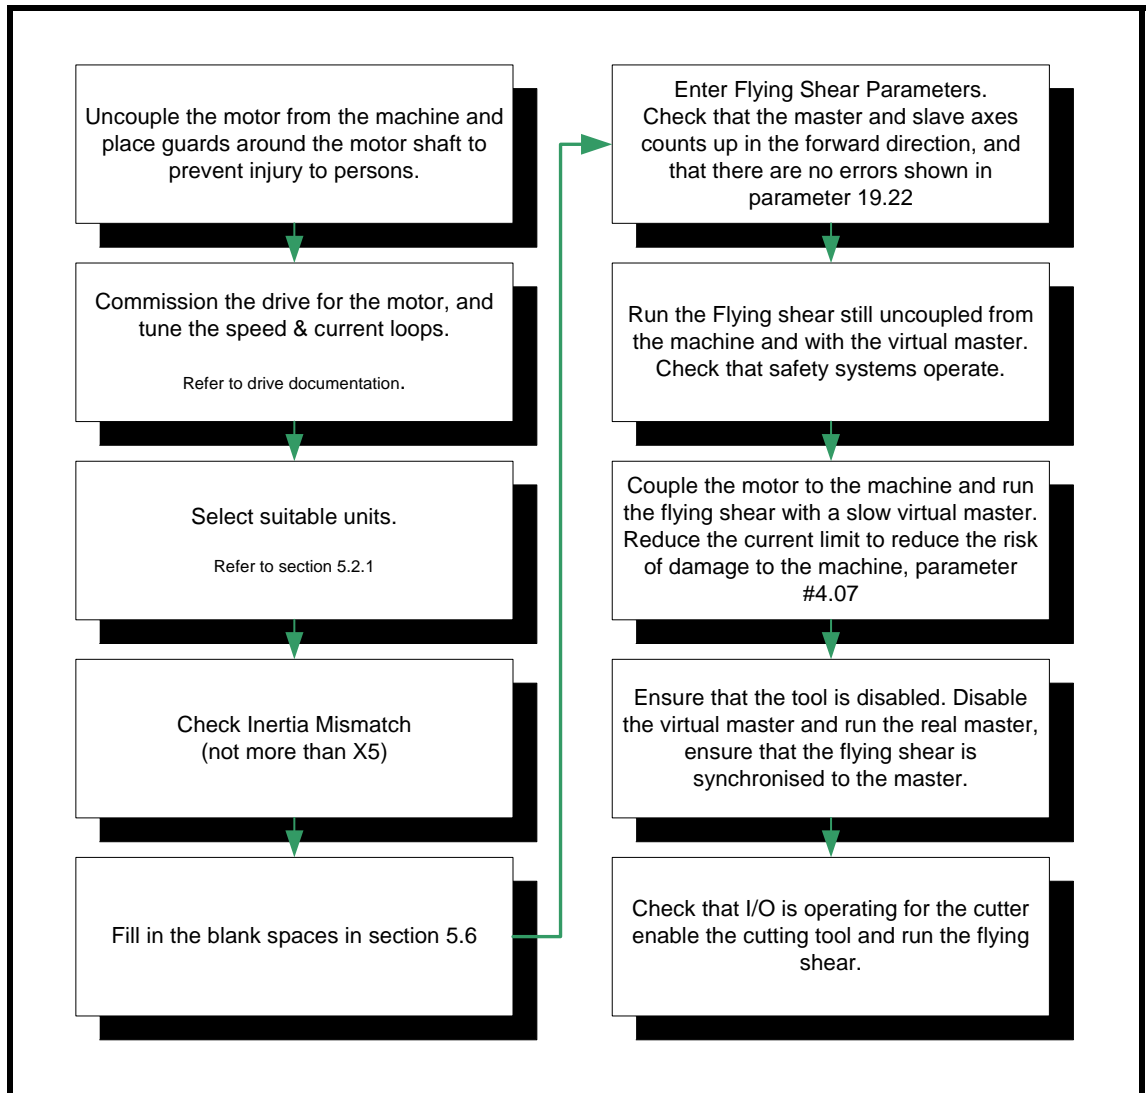 Uncouple the motor from the machine and
place guards around the motor shaft to
prevent injury to persons.
Commission the drive for the motor, and
tune the speed & current loops.
Refer to drive documentation.
Select suitable units.
Refer to section 5.2.1
Check Inertia Mismatch
(not more than X5)
Fill in the blank spaces in section 5.6
Enter Flying Shear Parameters.
Check that the master and slave axes
counts up in the forward direction, and
that there are no errors shown in
parameter 19.22
Run the Flying shear still uncoupled from
the machine and with the virtual master.
Check that safety systems operate.
Couple the motor to the machine and run
the flying shear with a slow virtual master.
Reduce the current limit to reduce the risk
of damage to the machine, parameter
#4.07
Ensure that the tool is disabled. Disable
the virtual master and run the real master,
ensure that the flying shear is
synchronised to the master.
Check that I/O is operating for the cutter
enable the cutting tool and run the flying
shear.